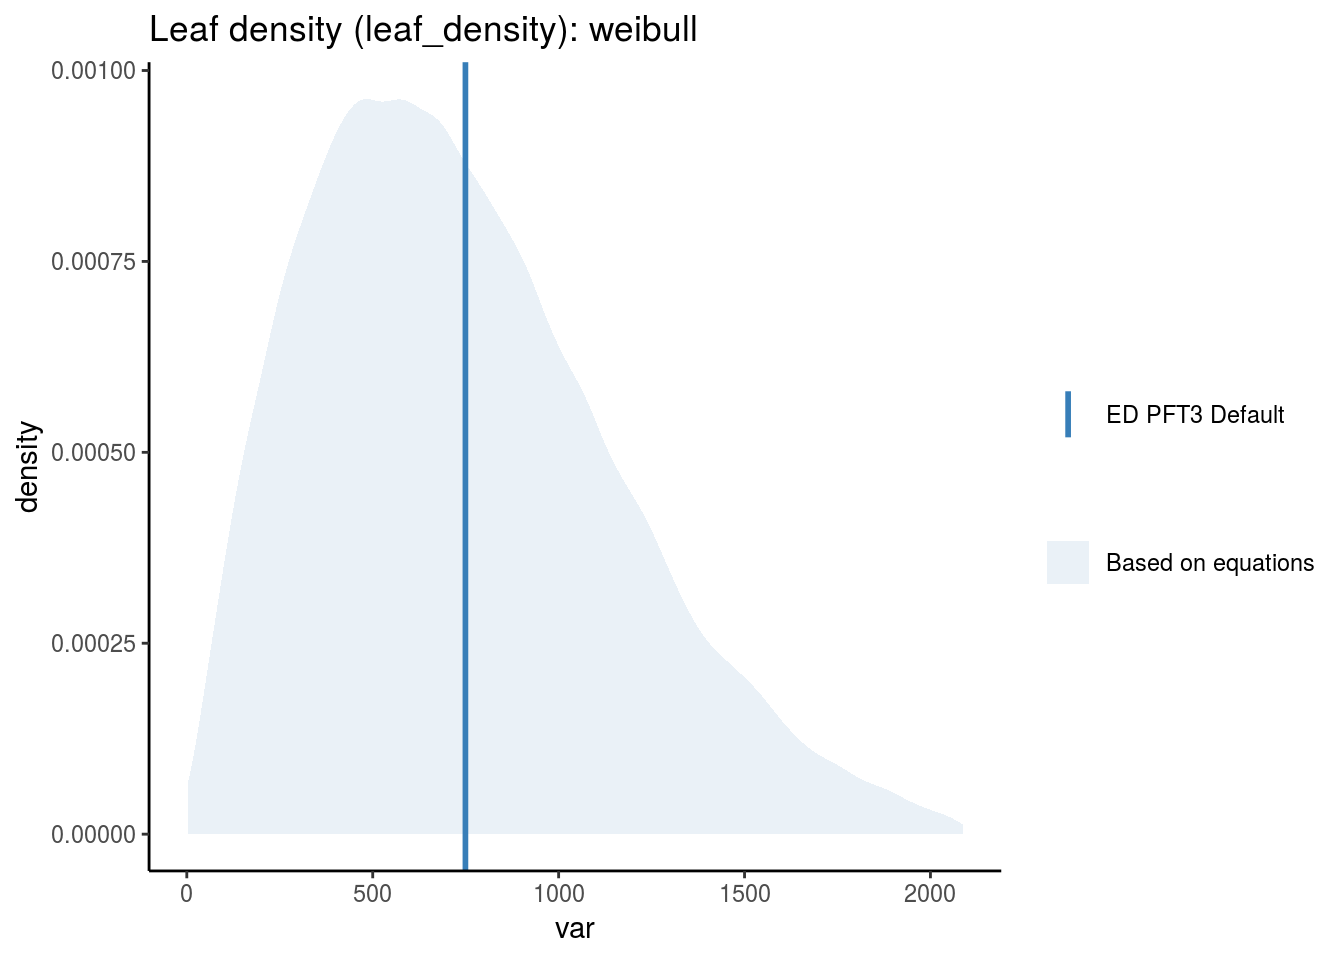 Leaf density (leaf_density): weibull
0.00100
0.00075
0.00050
0.00025
0.00000
density
0
500
1000
1500
2000
var
ED PFT3 Default
Based on equations